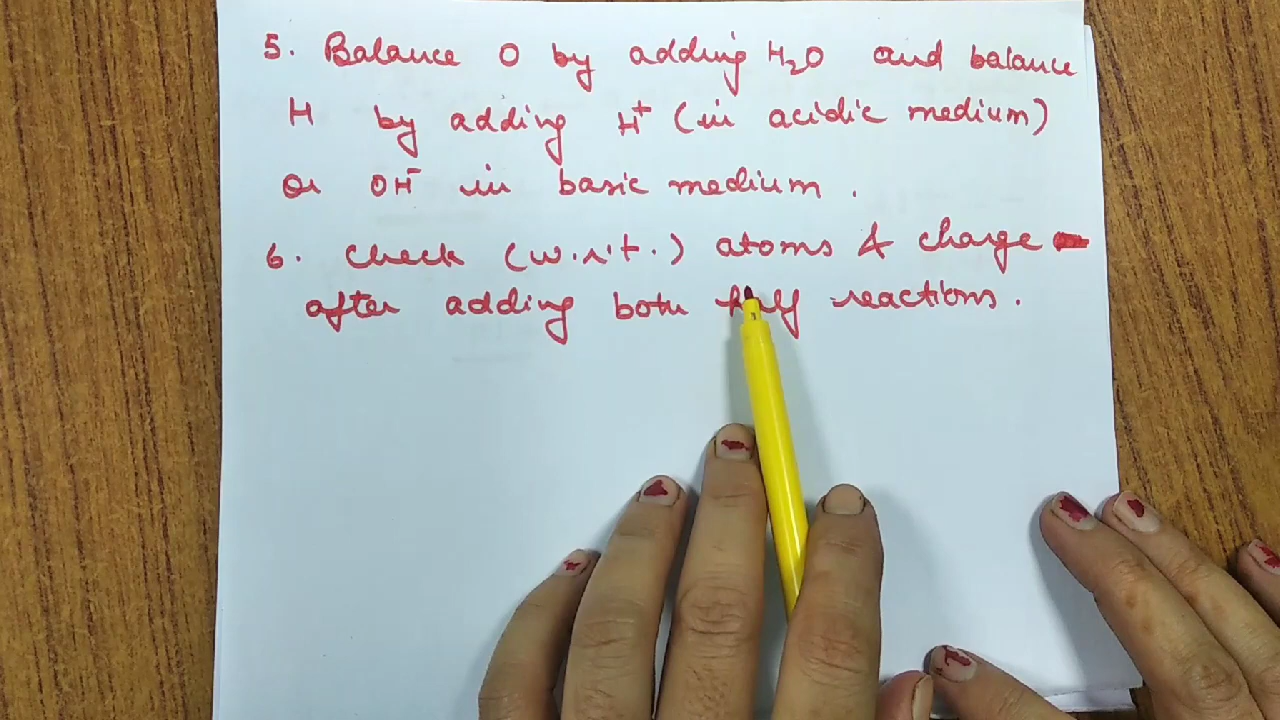 5. Balance O by adding H₂O and balance
H by adding H⁺ (in acidic medium)
or OH⁻ in basic medium.
6. Check (w.r.t.) atoms & charge
after adding both half reactions.